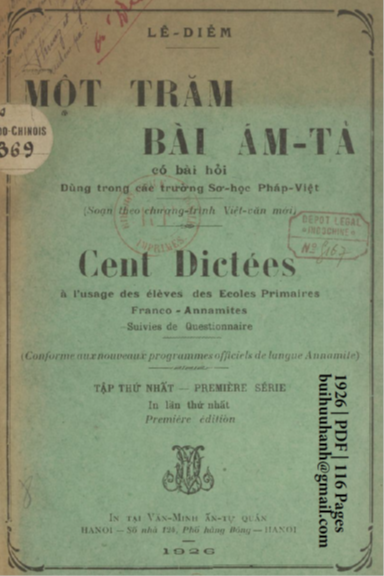 LÊ-DIỄM
MỘT TRĂM
BÀI ÁM-TẢ
có bài hỏi
Dùng trong các trường Sơ-học Pháp-Việt
(Soạn theo chương-trình Việt-văn mới)
O-CHINOIS
369
DEPOT LEGAL
INDOCHINE
Nº
Cent Dictées
à l'usage des élèves des Ecoles Primaires
Franco - Annamites
Suivies de Questionnaire
(Conforme aux nouveaux programmes officiels de langue Annamite)
TẬP THỨ NHẤT — PREMIÈRE SÉRIE
In lần thứ nhất
Première édition
IN TẠI VĂN-MINH ẤN-TỰ QUÁN
HANOI — Số nhà 124, Phố hàng Bông — HANOI
1926
1926 | PDF | 116 Pages
buihuuhanh@gmail.com